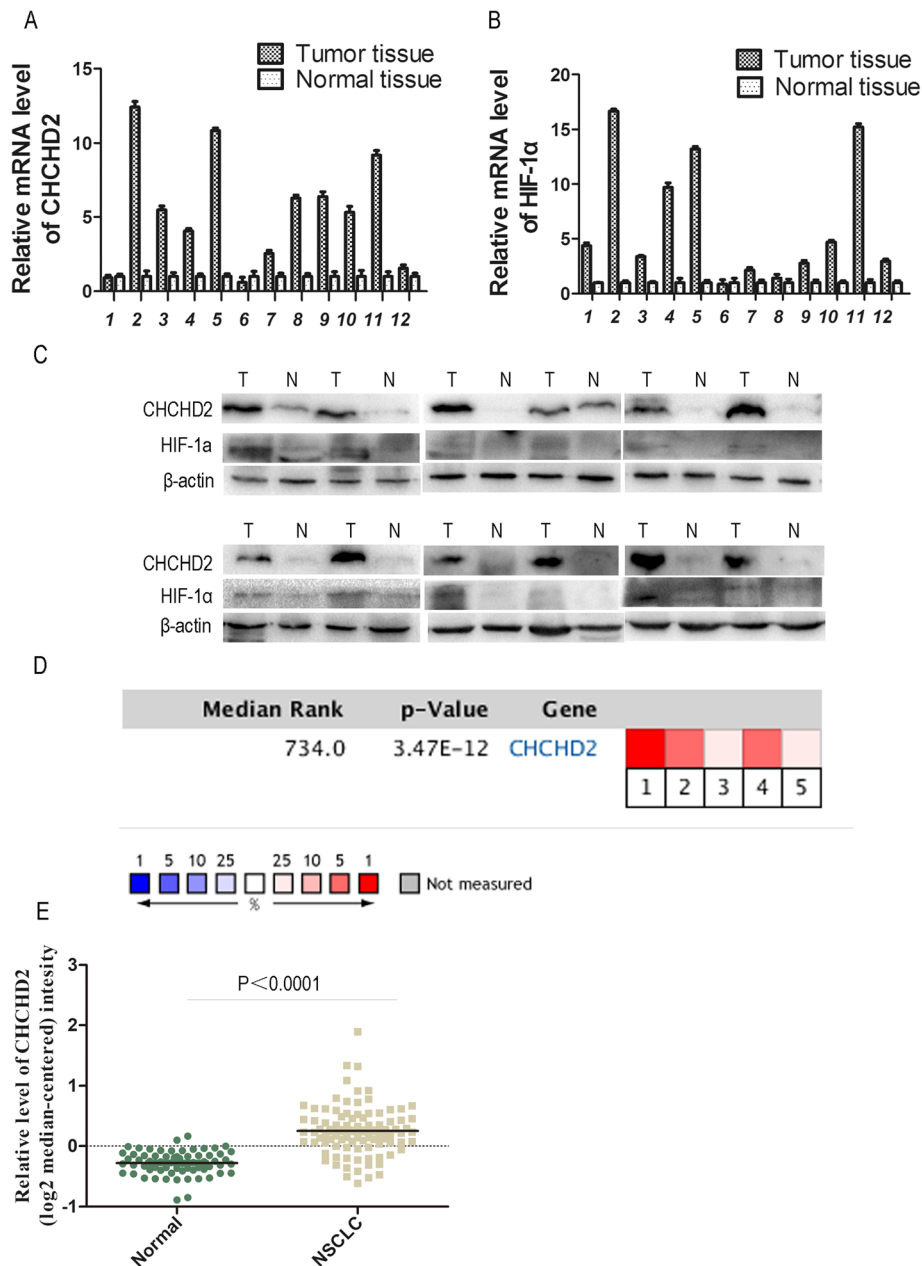 A
Tumor tissue
Normal tissue
Relative mRNA level
of CHCHD2
15
10
5
0
1 2 3 4 5 6 7 8 9 10 11 12
B
Tumor tissue
Normal tissue
Relative mRNA level
of HIF-1α
20
15
10
5
0
1 2 3 4 5 6 7 8 9 10 11 12
C
T N T N T N T N T N T N
CHCHD2
HIF-1a
β-actin
T N T N T N T N T N T N
CHCHD2
HIF-1α
β-actin
D
Median Rank p-Value Gene
734.0 3.47E-12 CHCHD2
1 2 3 4 5
1 5 10 25 25 10 5 1
Not measured
%
E
Relative level of CHCHD2
(log2 median-centered) intesity
3
2
1
0
-1
P<0.0001
Normal
NSCLC